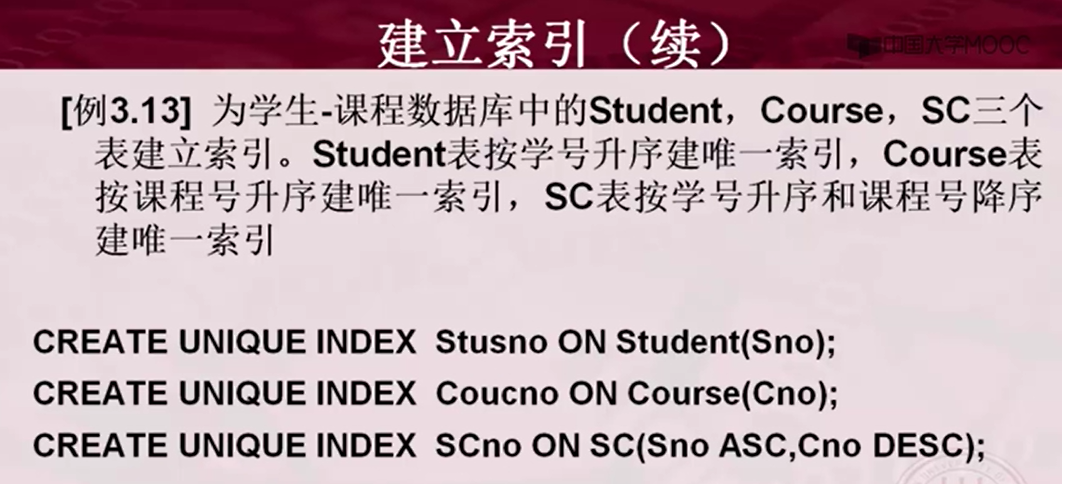 建立索引（续）
中国大学MOOC
[例3.13] 为学生-课程数据库中的Student，Course，SC三个
表建立索引。Student表按学号升序建唯一索引，Course表
按课程号升序建唯一索引，SC表按学号升序和课程号降序
建唯一索引
CREATE UNIQUE INDEX Stusno ON Student(Sno);
CREATE UNIQUE INDEX Coucno ON Course(Cno);
CREATE UNIQUE INDEX SCno ON SC(Sno ASC,Cno DESC);